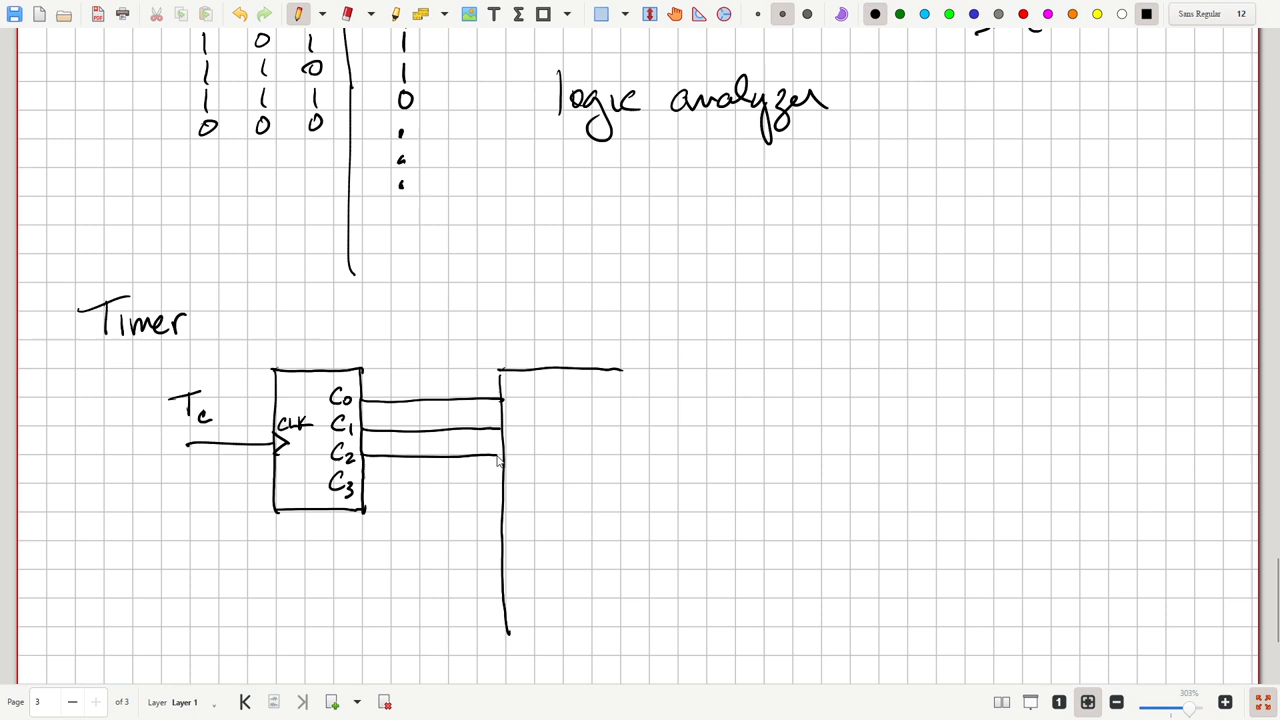 Sans Regular 12
1 0 1 1
1 1 0 1
1 1 1 0
0 0 0
logic analyzer
Timer
Tc
CLK
C0
C1
C2
C3
Page 3 of 3 Layer Layer 1
1
303%